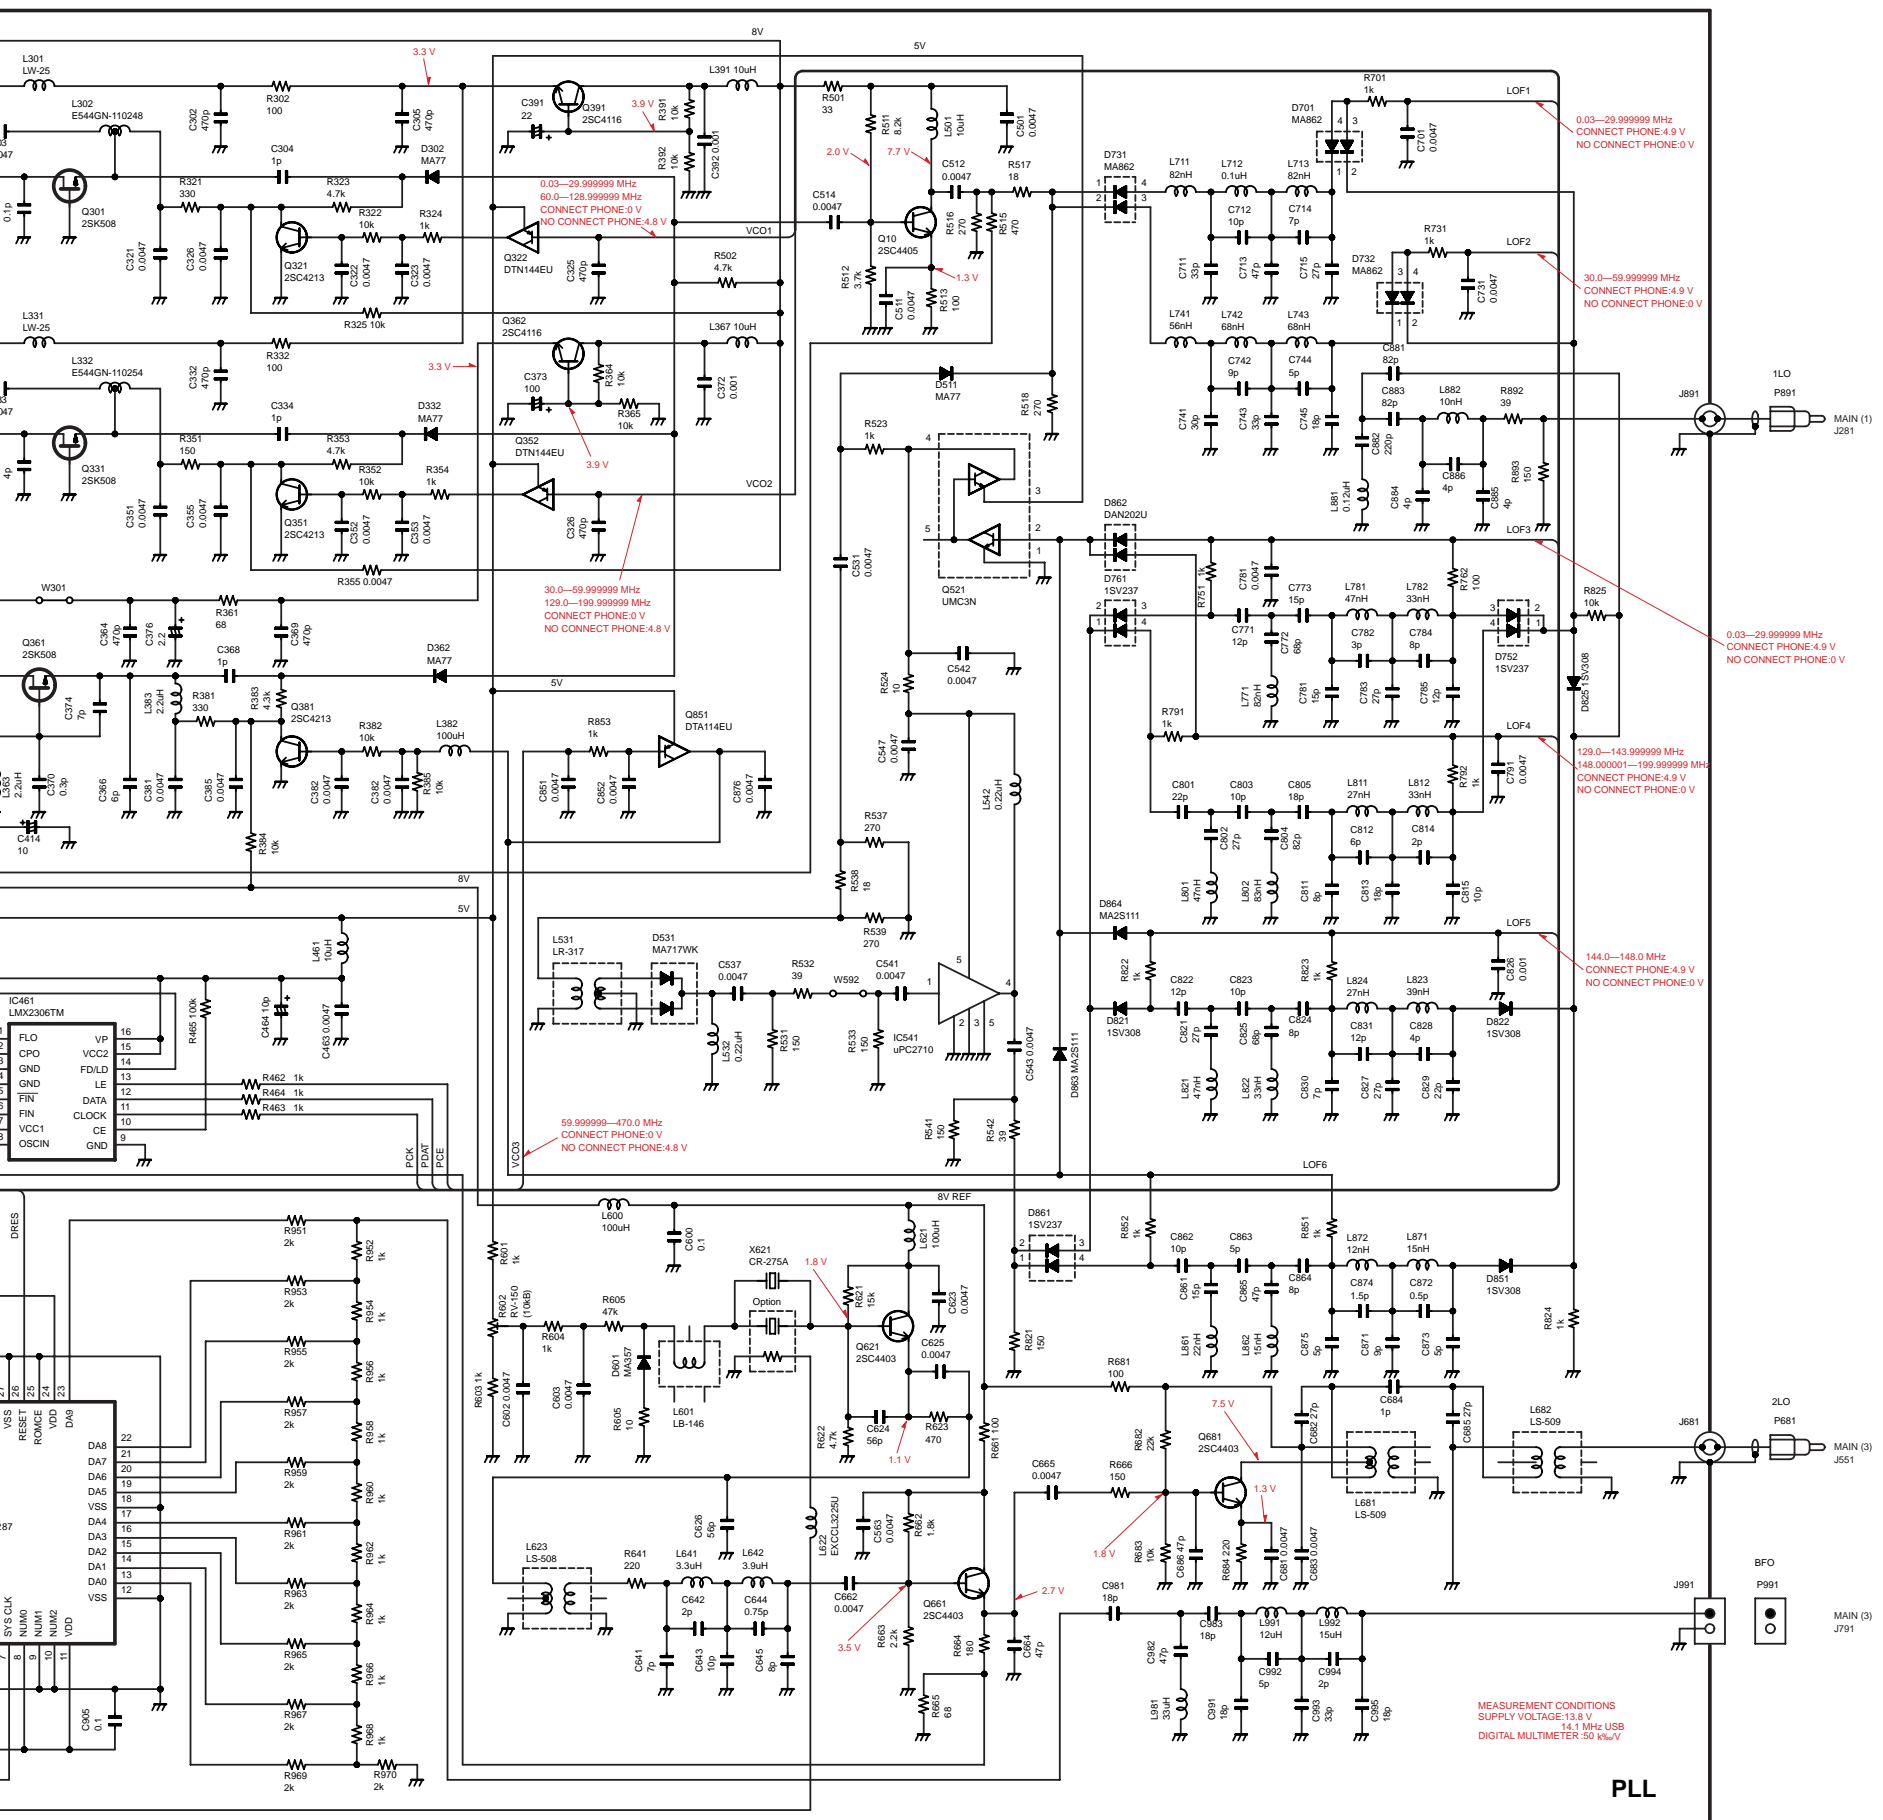 8V
5V
3.3 V
L301
LW-25
L302
E544GN-110248
C302
470p
R302
100
C305
470p
C391
22
Q391
2SC4116
3.9 V
R391
10k
R392
10k
C392 0.001
L391 10uH
R501
33
R511
8.2k
L501
10uH
C501
0.0047
2.0 V
7.7 V
C512
0.0047
R517
18
C514
0.0047
Q10
2SC4405
R516
270
R515
470
1.3 V
R512
3.7k
C511
0.0047
R513
100
D731
MA862
L711
82nH
L712
0.1uH
L713
82nH
C712
10p
C714
7p
C711
33p
C713
47p
C715
27p
D701
MA862
R701
1k
C701
0.0047
LOF1
0.03—29.999999 MHz
CONNECT PHONE:4.9 V
NO CONNECT PHONE:0 V
R731
1k
LOF2
D732
MA862
C731
0.0047
30.0—59.999999 MHz
CONNECT PHONE:4.9 V
NO CONNECT PHONE:0 V
0.1p
Q301
2SK508
C304
1p
D302
MA77
R321
330
R323
4.7k
R322
10k
R324
1k
C321
0.0047
C326
0.0047
Q321
2SC4213
C322
0.0047
C323
0.0047
0.03—29.999999 MHz
60.0—128.999999 MHz
CONNECT PHONE:0 V
NO CONNECT PHONE:4.8 V
VCO1
Q322
DTN144EU
C325
470p
R502
4.7k
R325 10k
L331
LW-25
L332
E544GN-110254
C332
470p
R332
100
Q362
2SC4116
L367 10uH
3.3 V
C373
100
R364
10k
R365
10k
C372
0.001
3.9 V
D511
MA77
R518
270
L741
56nH
L742
68nH
L743
68nH
C742
9p
C744
5p
C741
30p
C743
33p
C745
18p
C881
82p
C883
82p
L882
10nH
R892
39
C882
220p
L881
0.12uH
C886
4p
C884
4p
C885
4p
R893
150
J891
1LO
P891
MAIN (1)
J281
4p
Q331
2SK508
C334
1p
D332
MA77
R351
150
R353
4.7k
R352
10k
R354
1k
Q352
DTN144EU
VCO2
C326
470p
C351
0.0047
C355
0.0047
Q351
2SC4213
C352
0.0047
C353
0.0047
R355 0.0047
30.0—59.999999 MHz
129.0—199.999999 MHz
CONNECT PHONE:0 V
NO CONNECT PHONE:4.8 V
R523
1k
C531
0.0047
Q521
UMC3N
D862
DAN202U
D761
1SV237
LOF3
R751 1k
C781
0.0047
C773
15p
L781
47nH
L782
33nH
R762
100
C771
12p
C772
68p
C782
3p
C784
8p
L771
82nH
C781
15p
C783
27p
C785
12p
D752
1SV237
R825
10k
D825 1SV308
0.03—29.999999 MHz
CONNECT PHONE:4.9 V
NO CONNECT PHONE:0 V
W301
C364
470p
C376
2.2
R361
68
C369
470p
Q361
2SK508
C368
1p
D362
MA77
C374
7p
L383
2.2uH
R381
330
R383
4.3k
Q381
2SC4213
R382
10k
L382
100uH
L363
2.2uH
C370
0.3p
C366
6p
C381
0.0047
C385
0.0047
C382
0.0047
C382
0.0047
R385
10k
C414
10
R384
10k
5V
R853
1k
Q851
DTA114EU
C851
0.0047
C852
0.0047
C876
0.0047
R524
10
C542
0.0047
C547
0.0047
L542
0.22uH
R537
270
R538
18
R539
270
R791
1k
LOF4
C801
22p
C803
10p
C805
18p
L811
27nH
L812
33nH
R792
1k
C791
0.0047
C802
27p
C804
82p
C812
6p
C814
2p
L801
47nH
L802
83nH
C811
8p
C813
18p
C815
10p
129.0—143.999999 MHz
148.000001—199.999999 MHz
CONNECT PHONE:4.9 V
NO CONNECT PHONE:0 V
8V
5V
L461
10uH
L531
LR-317
D531
MA717WK
C537
0.0047
R532
39
W592
C541
0.0047
L532
0.22uH
R531
150
R533
150
IC541
uPC2710
C543 0.0047
D863 MA2S111
D864
MA2S111
LOF5
R822
1k
C822
12p
C823
10p
R823
1k
L824
27nH
L823
39nH
C826
0.001
D821
1SV308
C821
27p
C825
68p
C824
8p
C831
12p
C828
4p
D822
1SV308
L821
47nH
L822
33nH
C830
7p
C827
27p
C829
22p
144.0—148.0 MHz
CONNECT PHONE:4.9 V
NO CONNECT PHONE:0 V
IC461
LMX2306TM
FLO
CPO
GND
GND
FIN
FIN
VCC1
OSCIN
VP
VCC2
FD/LD
LE
DATA
CLOCK
CE
GND
16
15
14
13
12
11
10
9
R465 100k
C464 10p
C463 0.0047
R462 1k
R464 1k
R463 1k
PCK
PDAT
PCE
VCO3
59.999999—470.0 MHz
CONNECT PHONE:0 V
NO CONNECT PHONE:4.8 V
R541
150
R542
39
LOF6
8V REF
DRES
R951
2k
R952
1k
R953
2k
R954
1k
R955
2k
R956
1k
R957
2k
R958
1k
R959
2k
R960
1k
R961
2k
R962
1k
R963
2k
R964
1k
R965
2k
R966
1k
R967
2k
R968
1k
R969
2k
R970
2k
27
26
25
24
23
VSS
RESET
ROMCE
VDD
DA9
DA8
DA7
DA6
DA5
VSS
DA4
DA3
DA2
DA1
DA0
VSS
22
21
20
19
18
17
16
15
14
13
12
SYS CLK
NUM0
NUM1
NUM2
VDD
7
8
9
10
11
C905
0.1
L600
100uH
C600
0.1
R601
1k
R602
RV-150
(10kB)
R603 1k
R604
1k
R605
47k
C602 0.0047
C603
0.0047
D601
MA357
R605
10
L601
LB-146
X621
CR-275A
Option
1.8 V
L621
100uH
R621
15k
C623
0.0047
Q621
2SC4403
C625
0.0047
R622
4.7k
C624
56p
R623
470
1.1 V
R661 100
D861
1SV237
R821
150
R852
1k
C862
10p
C863
5p
R851
1k
L872
12nH
L871
15nH
C861
15p
C865
47p
C864
8p
C874
1.5p
C872
0.5p
D851
1SV308
L861
22nH
L862
15nH
C875
5p
C871
9p
C873
5p
R824
1k
R681
100
R682
22k
7.5 V
Q681
2SC4403
C682 27p
C684
1p
C685 27p
L682
LS-509
L681
LS-509
J681
2LO
P681
MAIN (3)
J551
C665
0.0047
R666
150
1.3 V
1.8 V
R683
10k
C686 47p
R684 220
C681 0.0047
C683 0.0047
L623
LS-508
R641
220
L641
3.3uH
L642
3.9uH
C626
56p
L622
EXCCL3225U
C563
0.0047
R662
1.8k
C642
2p
C644
0.75p
C641
7p
C643
10p
C645
8p
C662
0.0047
Q661
2SC4403
3.5 V
2.7 V
R663
2.2k
R664
180
C664
47p
R665
68
C981
18p
C982
47p
C983
18p
L991
12uH
L992
15uH
C992
5p
C994
2p
L981
33uH
C991
18p
C993
33p
C995
18p
J991
BFO
P991
MAIN (3)
J791
MEASUREMENT CONDITIONS
SUPPLY VOLTAGE:13.8 V
14.1 MHz USB
DIGITAL MULTIMETER :50 k‰/V
PLL